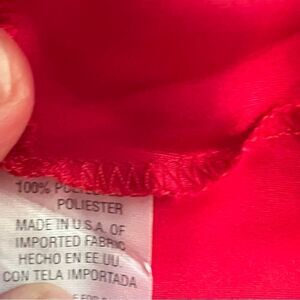 100%
POLIESTER
MADE IN U.S.A. OF
IMPORTED FABRIC
HECHO EN EE.UU
CON TELA IMPORTADA